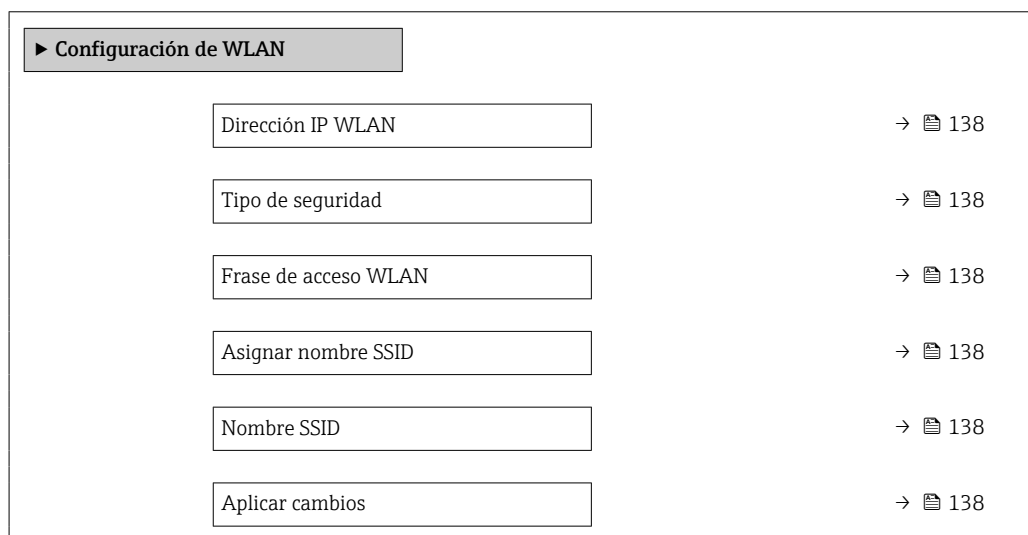 ▶ Configuración de WLAN
Dirección IP WLAN → 138
Tipo de seguridad → 138
Frase de acceso WLAN → 138
Asignar nombre SSID → 138
Nombre SSID → 138
Aplicar cambios → 138